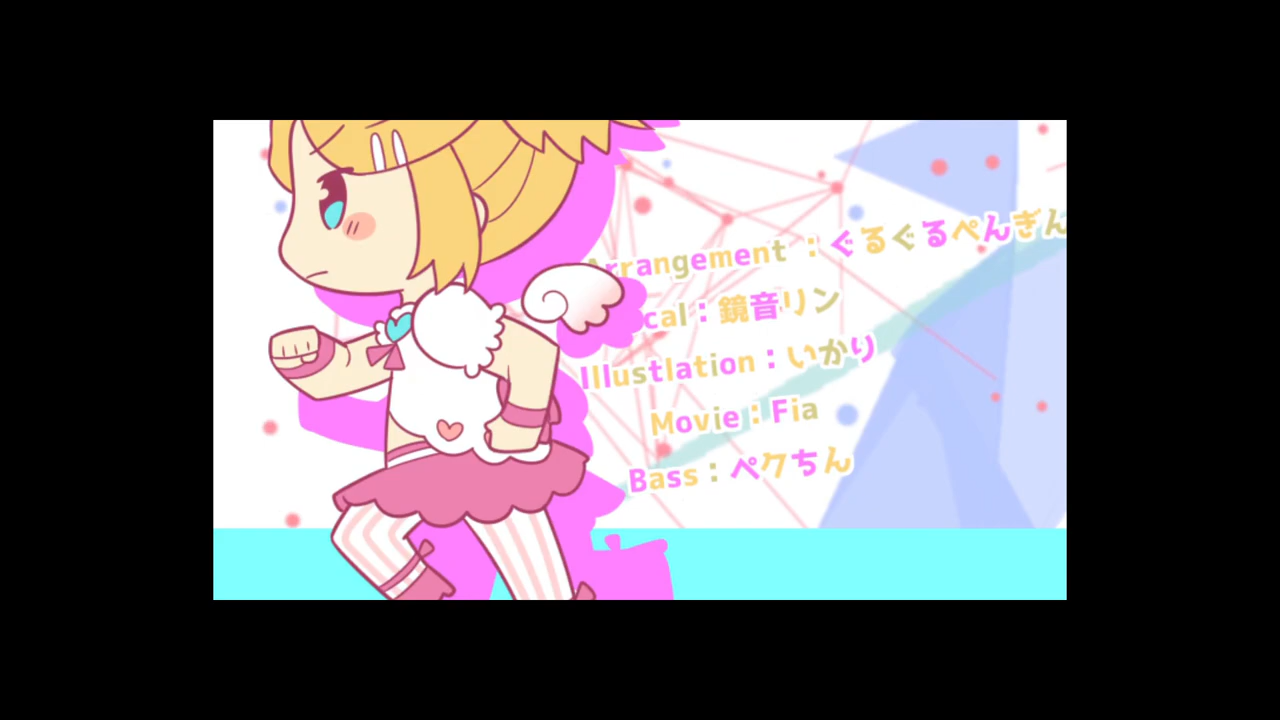 Arrangement : ぐるぐるぺんぎん
cal : 鏡音リン
Illustlation : いかり
Movie : Fia
Bass : ペクちん